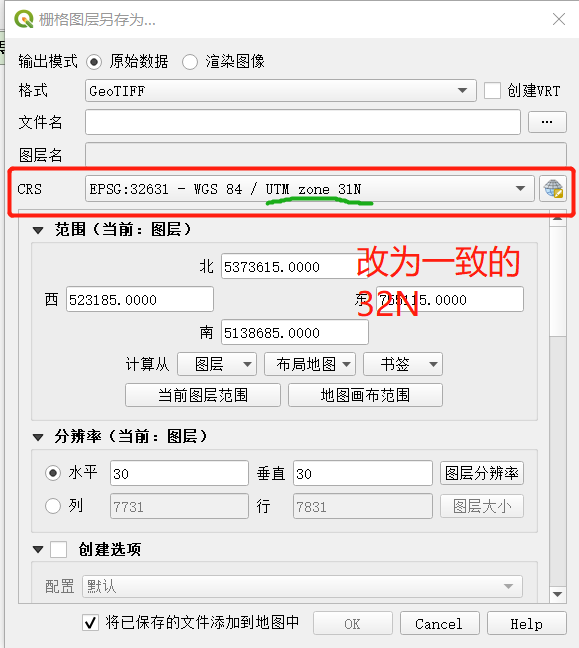 栅格图层另存为…
输出模式 原始数据 渲染图像
格式 GeoTIFF 创建VRT
文件名 ...
图层名
CRS EPSG:32631 - WGS 84 / UTM zone 31N
范围(当前:图层)
北 5373615.0000
改为一致的
32N
西 523185.0000 东 755115.0000
南 5138685.0000
计算从 图层 布局地图 书签
当前图层范围 地图画布范围
分辨率(当前:图层)
水平 30 垂直 30 图层分辨率
列 7731 行 7831 图层大小
创建选项
配置 默认
将已保存的文件添加到地图中 OK Cancel Help